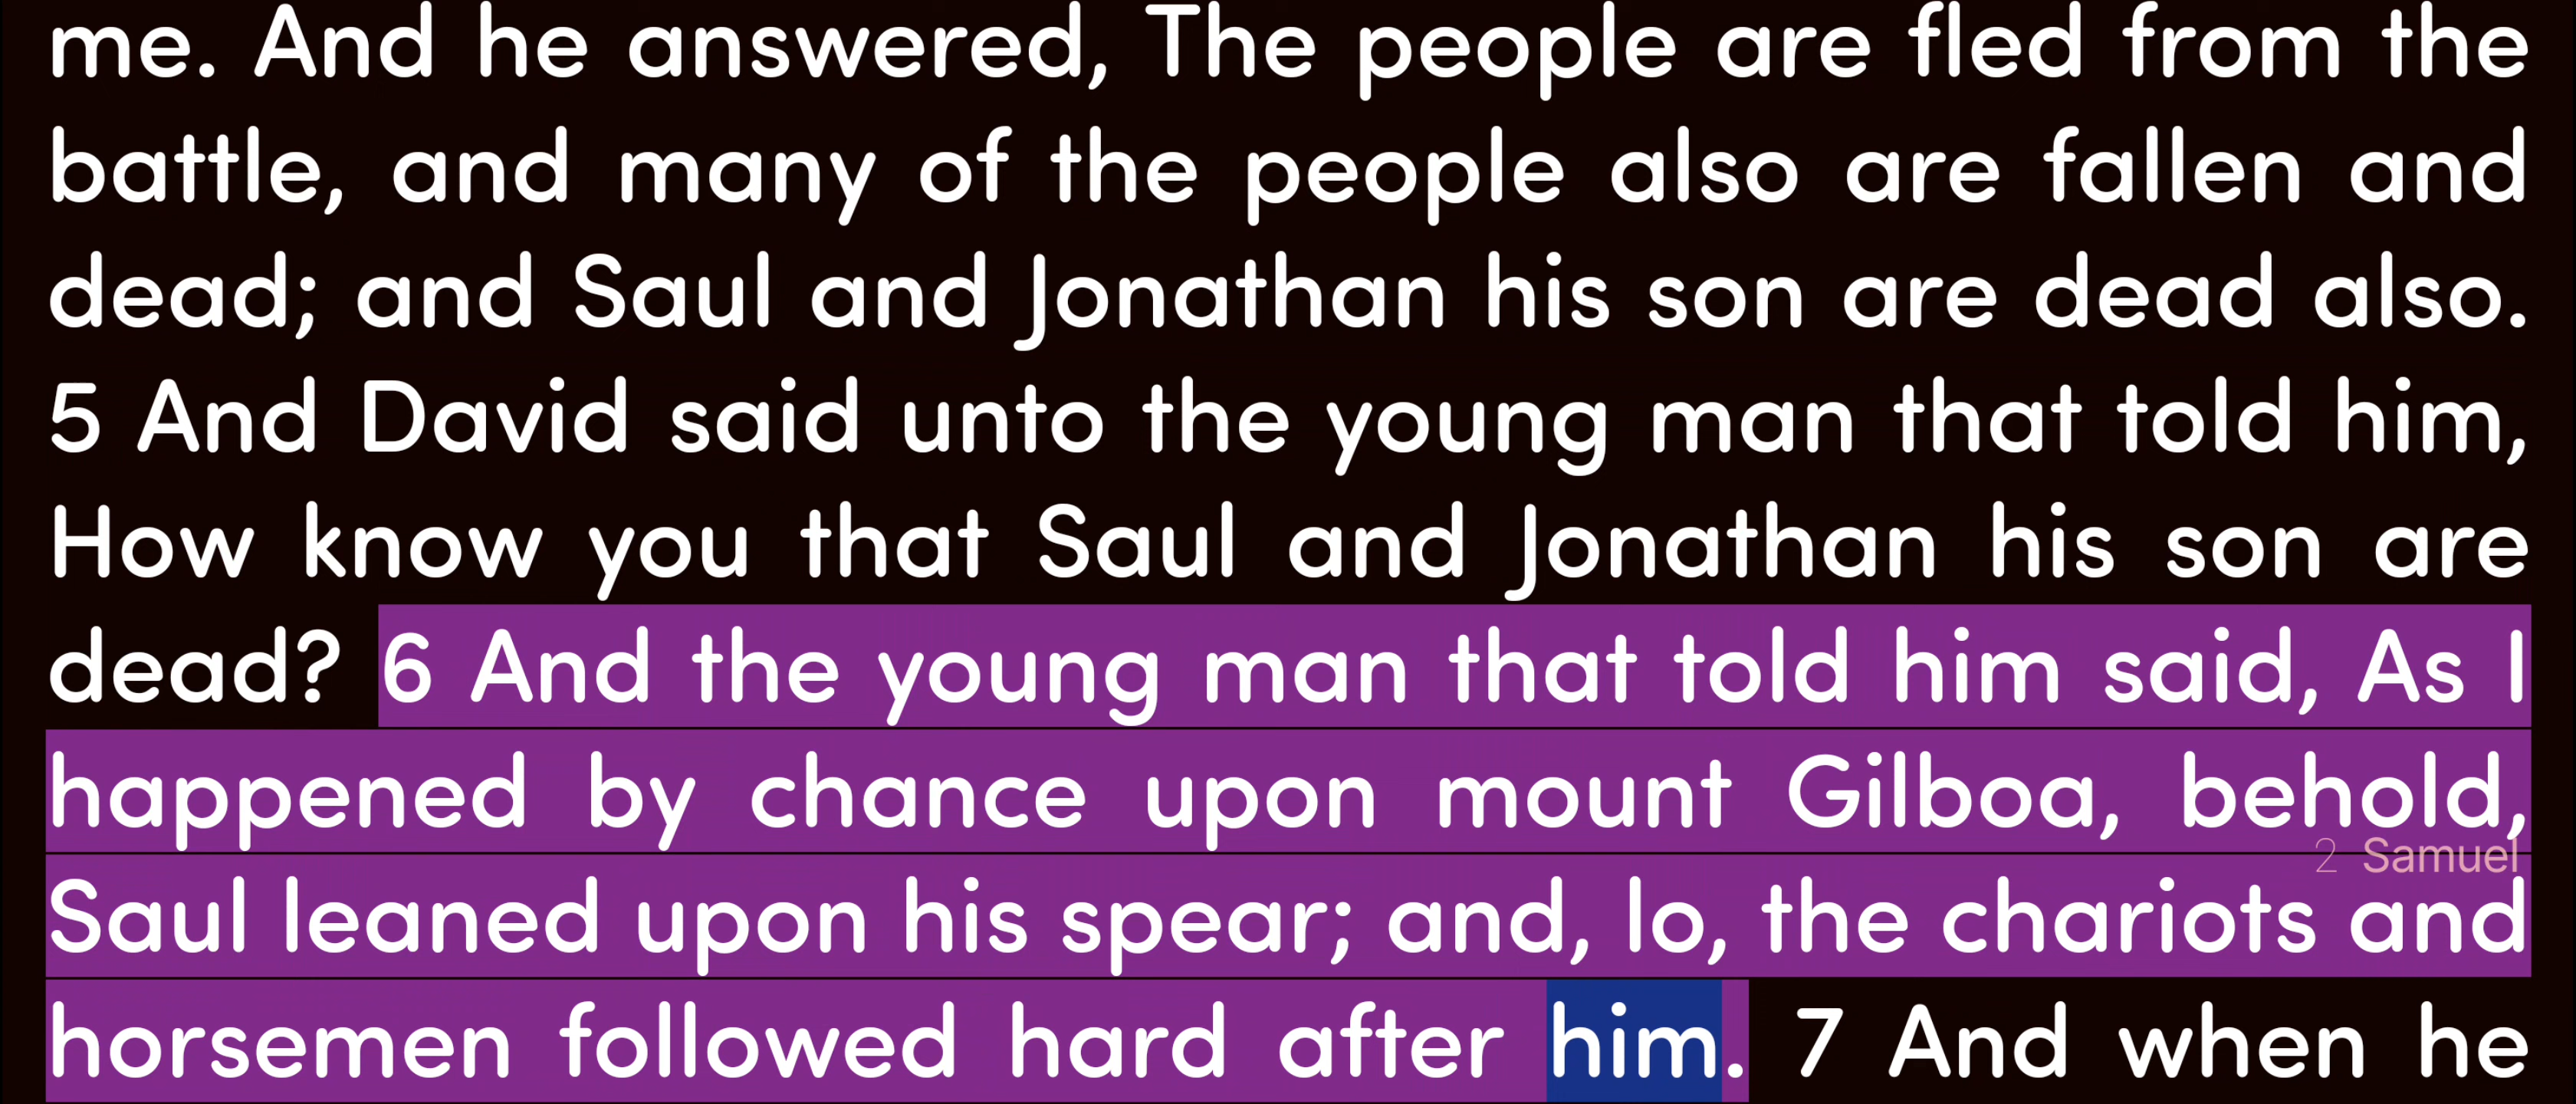 me. And he answered, The people are fled from the
battle, and many of the people also are fallen and
dead; and Saul and Jonathan his son are dead also.
5 And David said unto the young man that told him,
How know you that Saul and Jonathan his son are
dead? 6 And the young man that told him said, As I
happened by chance upon mount Gilboa, behold,
2 Samuel
Saul leaned upon his spear; and, lo, the chariots and
horsemen followed hard after him. 7 And when he